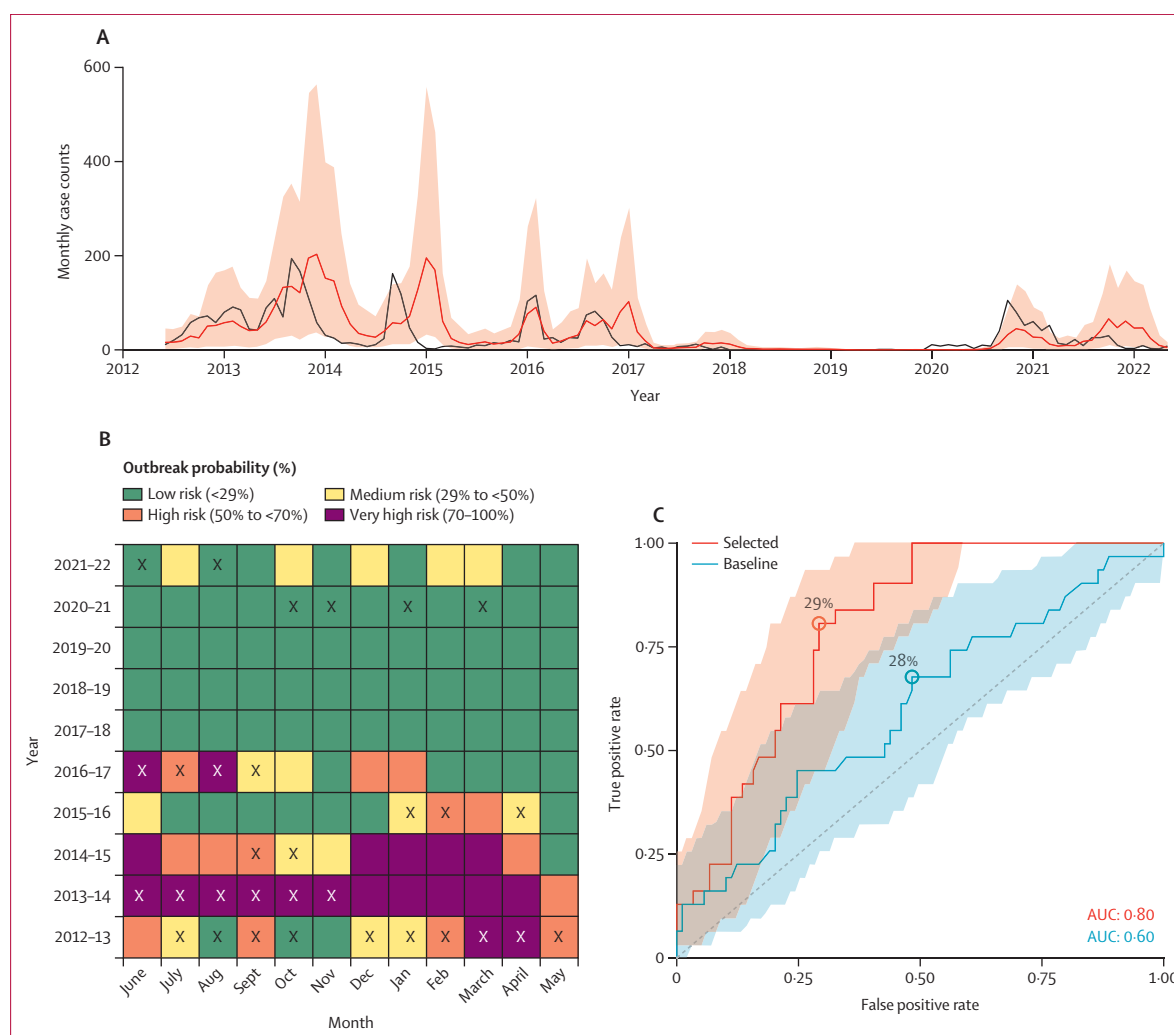 A
600
400
200
0
Monthly case counts
2012 2013 2014 2015 2016 2017 2018 2019 2020 2021 2022
Year
B
Outbreak probability (%)
Low risk (<29%) Medium risk (29% to <50%)
High risk (50% to <70%) Very high risk (70–100%)
2021–22 X X
2020–21 X X X X
2019–20
2018–19
2017–18
2016–17 X X X X
2015–16 X X X
2014–15 X X
2013–14 X X X X X X
2012–13 X X X X X X X X X X
Year
June July Aug Sept Oct Nov Dec Jan Feb March April May
Month
C
Selected
Baseline
1·00
0·75
0·50
0·25
0
True positive rate
29%
28%
AUC: 0·80
AUC: 0·60
0 0·25 0·50 0·75 1·00
False positive rate